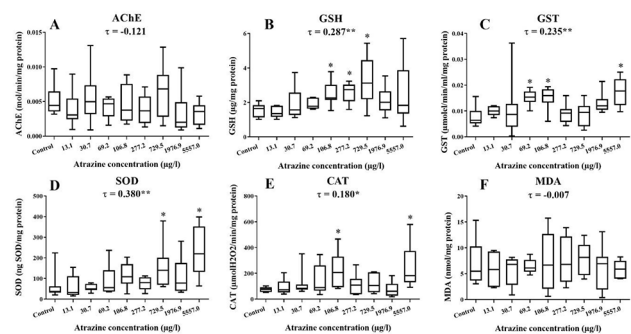 A
AChE
τ = -0.121
AChE (mol/min/mg protein)
0.015
0.010
0.005
0.000
Control 13.1 30.7 69.2 106.8 277.2 729.5 1976.9 5557.0
Atrazine concentration (µg/l)
B
GSH
τ = 0.287**
GSH (µg/mg protein)
6
4
2
0
* * *
Control 13.1 30.7 69.2 106.8 277.2 729.5 1976.9 5557.0
Atrazine concentration (µg/l)
C
GST
τ = 0.235**
GST (µmolcl/min/mg protein)
0.04
0.03
0.02
0.01
0.00
* * *
Control 13.1 30.7 69.2 106.8 277.2 729.5 1976.9 5557.0
Atrazine concentration (µg/l)
D
SOD
τ = 0.380**
SOD (ng SOD/mg protein)
500
400
300
200
100
0
* *
Control 13.1 30.7 69.2 106.8 277.2 729.5 1976.9 5557.0
Atrazine concentration (µg/l)
E
CAT
τ = 0.180*
CAT (µmolH2O2/min/mg protein)
800
600
400
200
0
* *
Control 13.1 30.7 69.2 106.8 277.2 729.5 1976.9 5557.0
Atrazine concentration (µg/l)
F
MDA
τ = -0.007
MDA (nmol/mg protein)
20
15
10
5
0
Control 13.1 30.7 69.2 106.8 277.2 729.5 1976.9 5557.0
Atrazine concentration (µg/l)